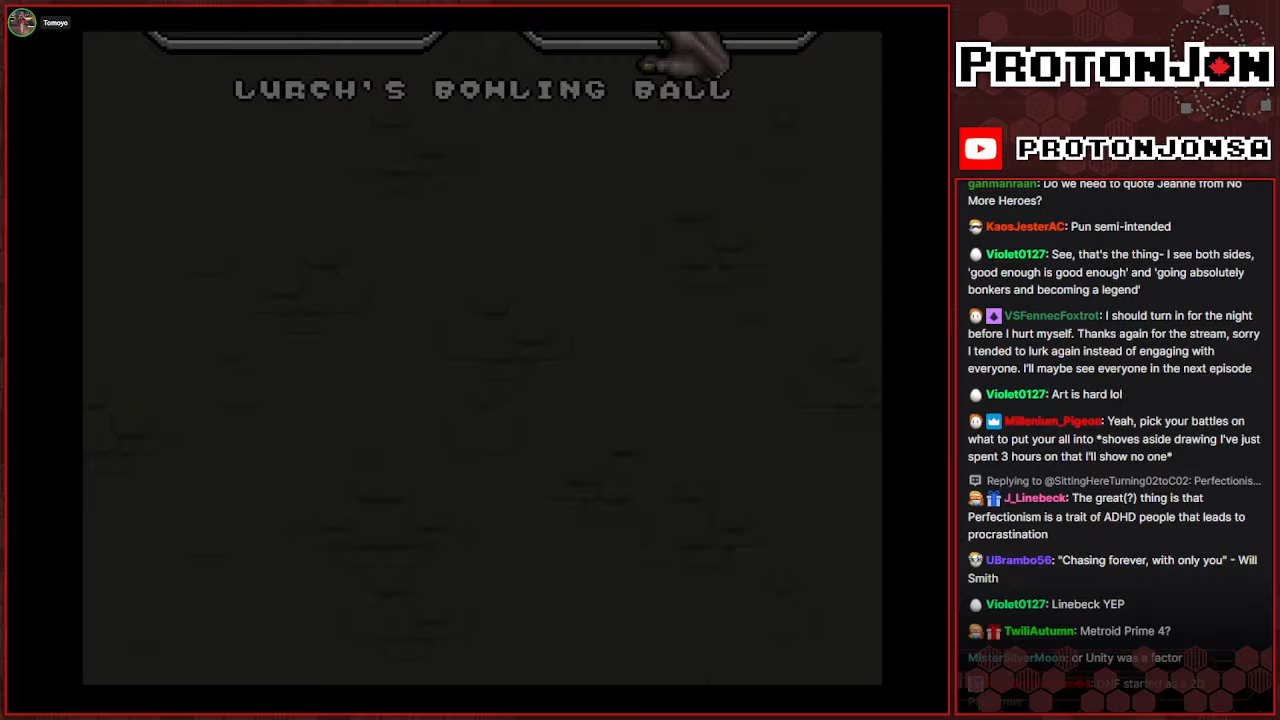 Tomoyo
LURCH'S BOWLING BALL
PROTONJON
PROTONJONSA
ganmanraan: Do we need to quote Jeanne from No
More Heroes?
KaosJesterAC: Pun semi-intended
Violet0127: See, that's the thing- I see both sides,
'good enough is good enough' and 'going absolutely
bonkers and becoming a legend'
VSFennecFoxtrot: I should turn in for the night
before I hurt myself. Thanks again for the stream, sorry
I tended to lurk again instead of engaging with
everyone. I'll maybe see everyone in the next episode
Violet0127: Art is hard lol
Millenium_Pigeon: Yeah, pick your battles on
what to put your all into *shoves aside drawing I've just
spent 3 hours on that I'll show no one*
Replying to @SittingHereTurning02toC02: Perfectionis...
J_Linebeck: The great(?) thing is that
Perfectionism is a trait of ADHD people that leads to
procrastination
UBrambo56: "Chasing forever, with only you" - Will
Smith
Violet0127: Linebeck YEP
TwiliAutumn: Metroid Prime 4?
MisterSilverMoon: or Unity was a factor
DNF started as a 2D